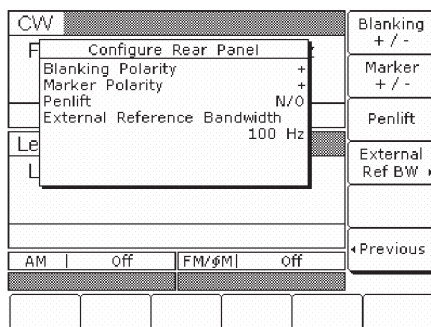 CW
F
Configure Rear Panel
z
Blanking Polarity +
Marker Polarity +
Penlift N/O
External Reference Bandwidth
100 Hz
Le
L
AM | Off FM/ϕM| Off
Blanking
+ / -
Marker
+ / -
Penlift
External
Ref BW
Previous